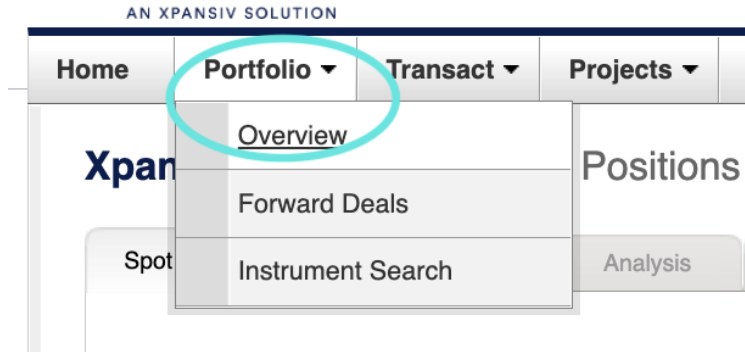 AN XPANSIV SOLUTION
Home Portfolio Transact Projects
Overview
Xpan Positions
Forward Deals
Spot Analysis
Instrument Search